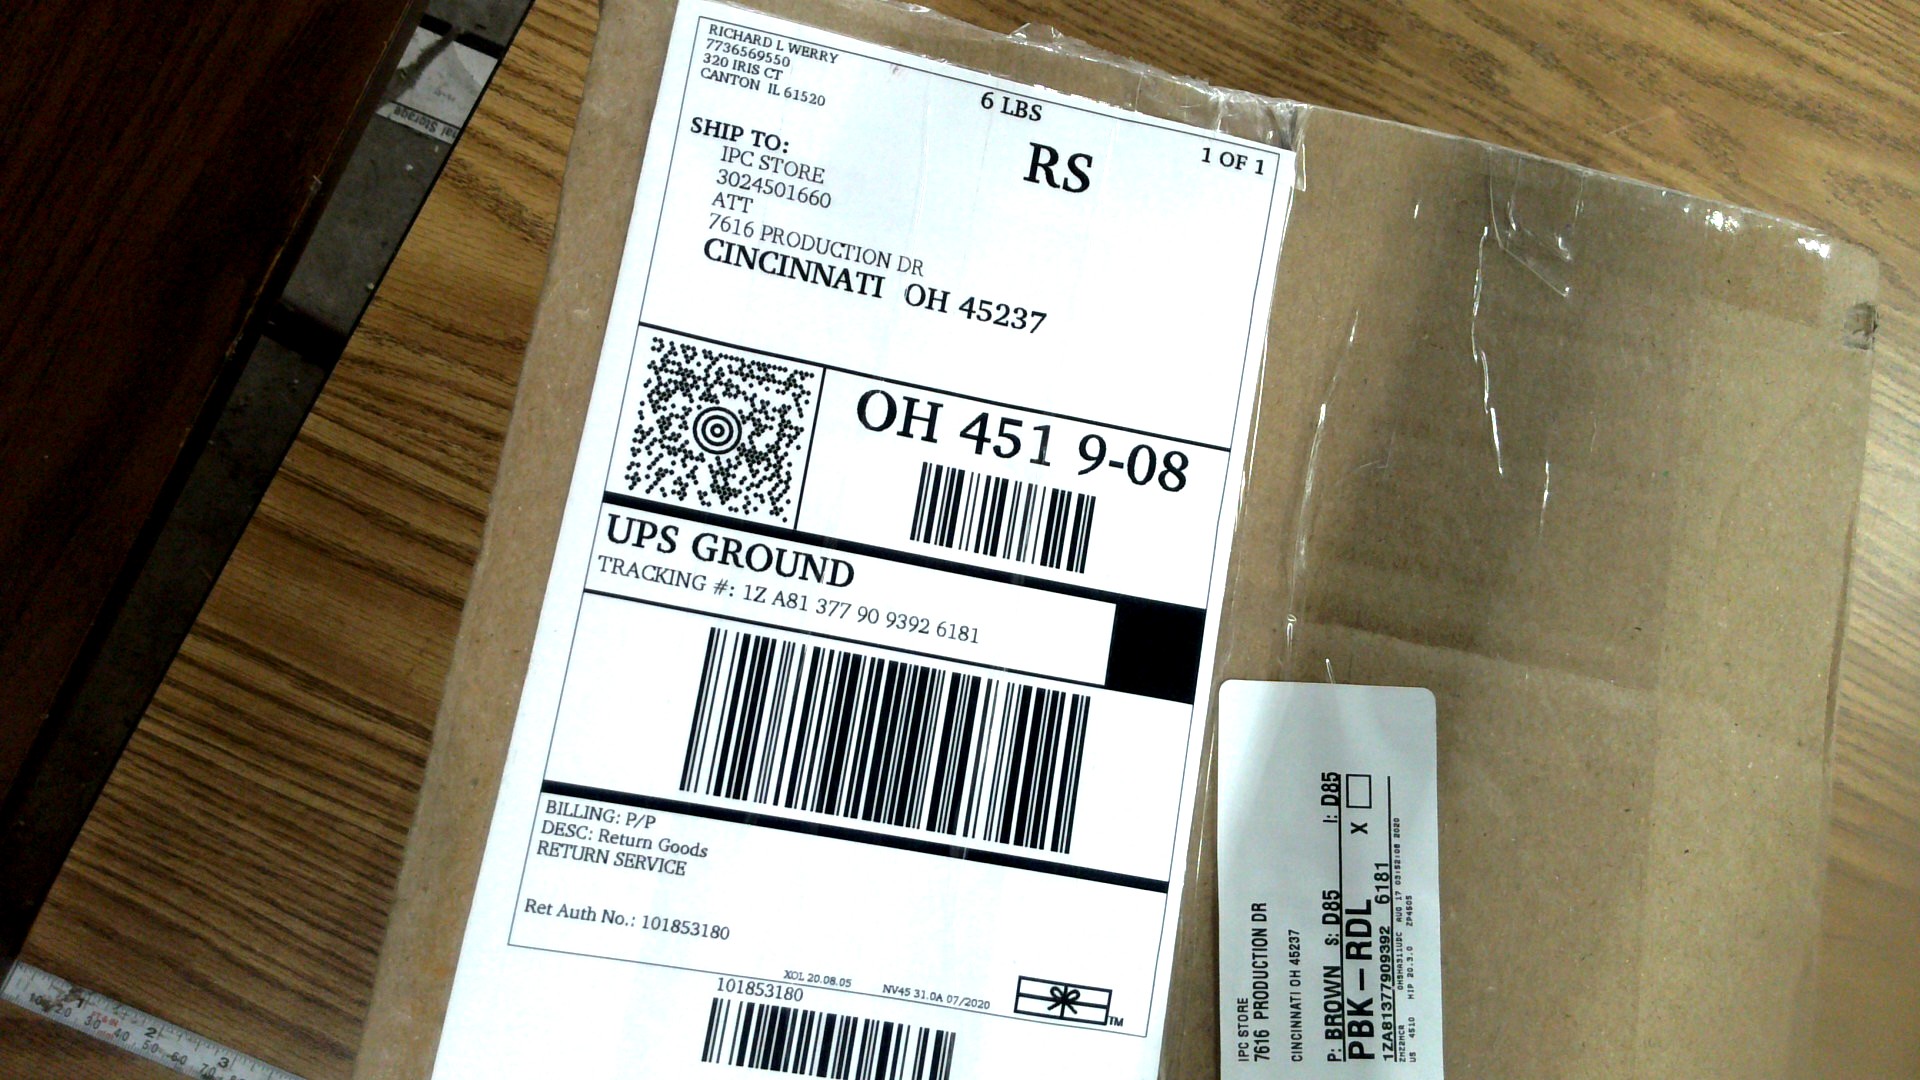 RICHARD L WERRY
7736569550
320 IRIS CT
CANTON IL 61520
6 LBS
1 OF 1
RS
SHIP TO:
IPC STORE
3024501660
ATT
7616 PRODUCTION DR
CINCINNATI OH 45237
OH 451 9-08
UPS GROUND
TRACKING #: 1Z A81 377 90 9392 6181
BILLING: P/P
DESC: Return Goods
RETURN SERVICE
Ret Auth No.: 101853180
XOL 20.08.05
NV45 31.0A 07/2020
TM
101853180
IPC STORE
7616 PRODUCTION DR
CINCINNATI OH 45237
P: BROWN S: D85 I: D85
PBK-RDL X
1ZA81377909392 6181